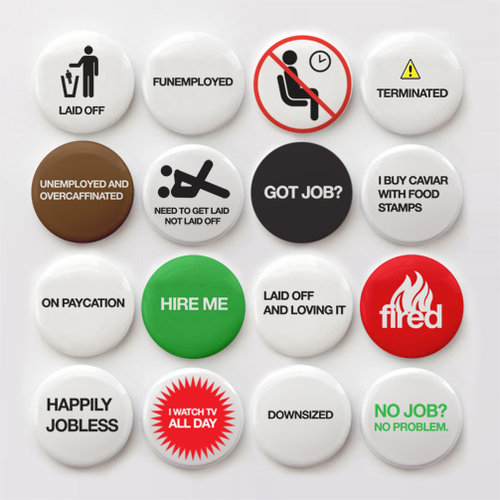 LAID OFF
FUNEMPLOYED
TERMINATED
UNEMPLOYED AND
OVERCAFFINATED
NEED TO GET LAID
NOT LAID OFF
GOT JOB?
I BUY CAVIAR
WITH FOOD
STAMPS
ON PAYCATION
HIRE ME
LAID OFF
AND LOVING IT
fired
HAPPILY
JOBLESS
I WATCH TV
ALL DAY
DOWNSIZED
NO JOB?
NO PROBLEM.